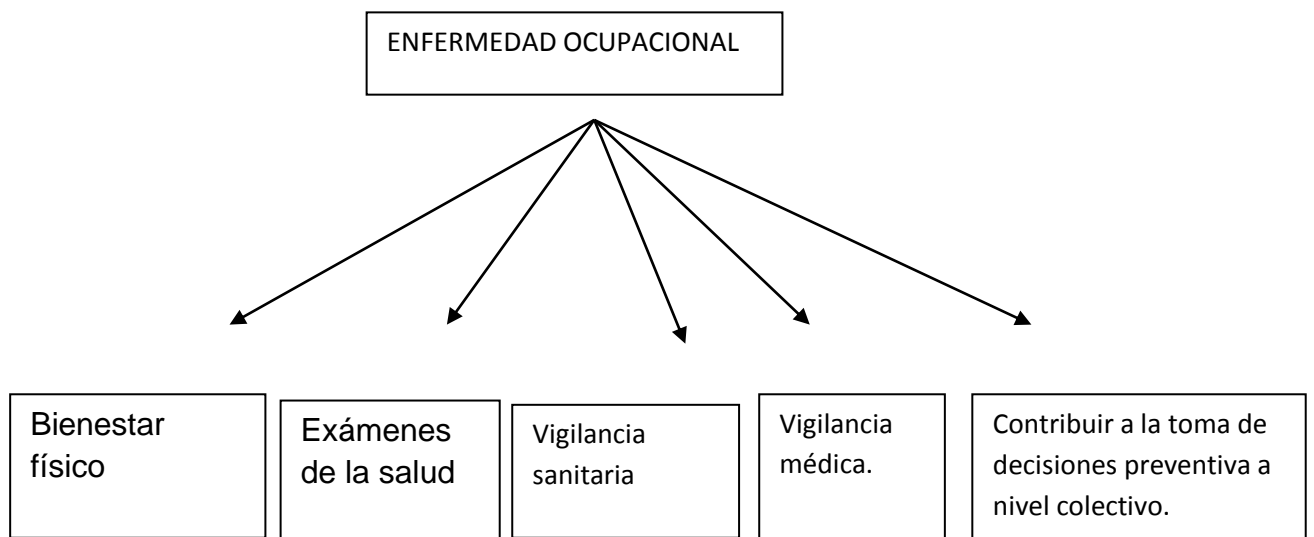 ENFERMEDAD OCUPACIONAL
Bienestar
físico
Exámenes
de la salud
Vigilancia
sanitaria
Vigilancia
médica.
Contribuir a la toma de
decisiones preventiva a
nivel colectivo.